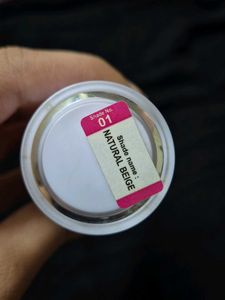 Shade No.
01
Shade name :
NATURAL BEIGE